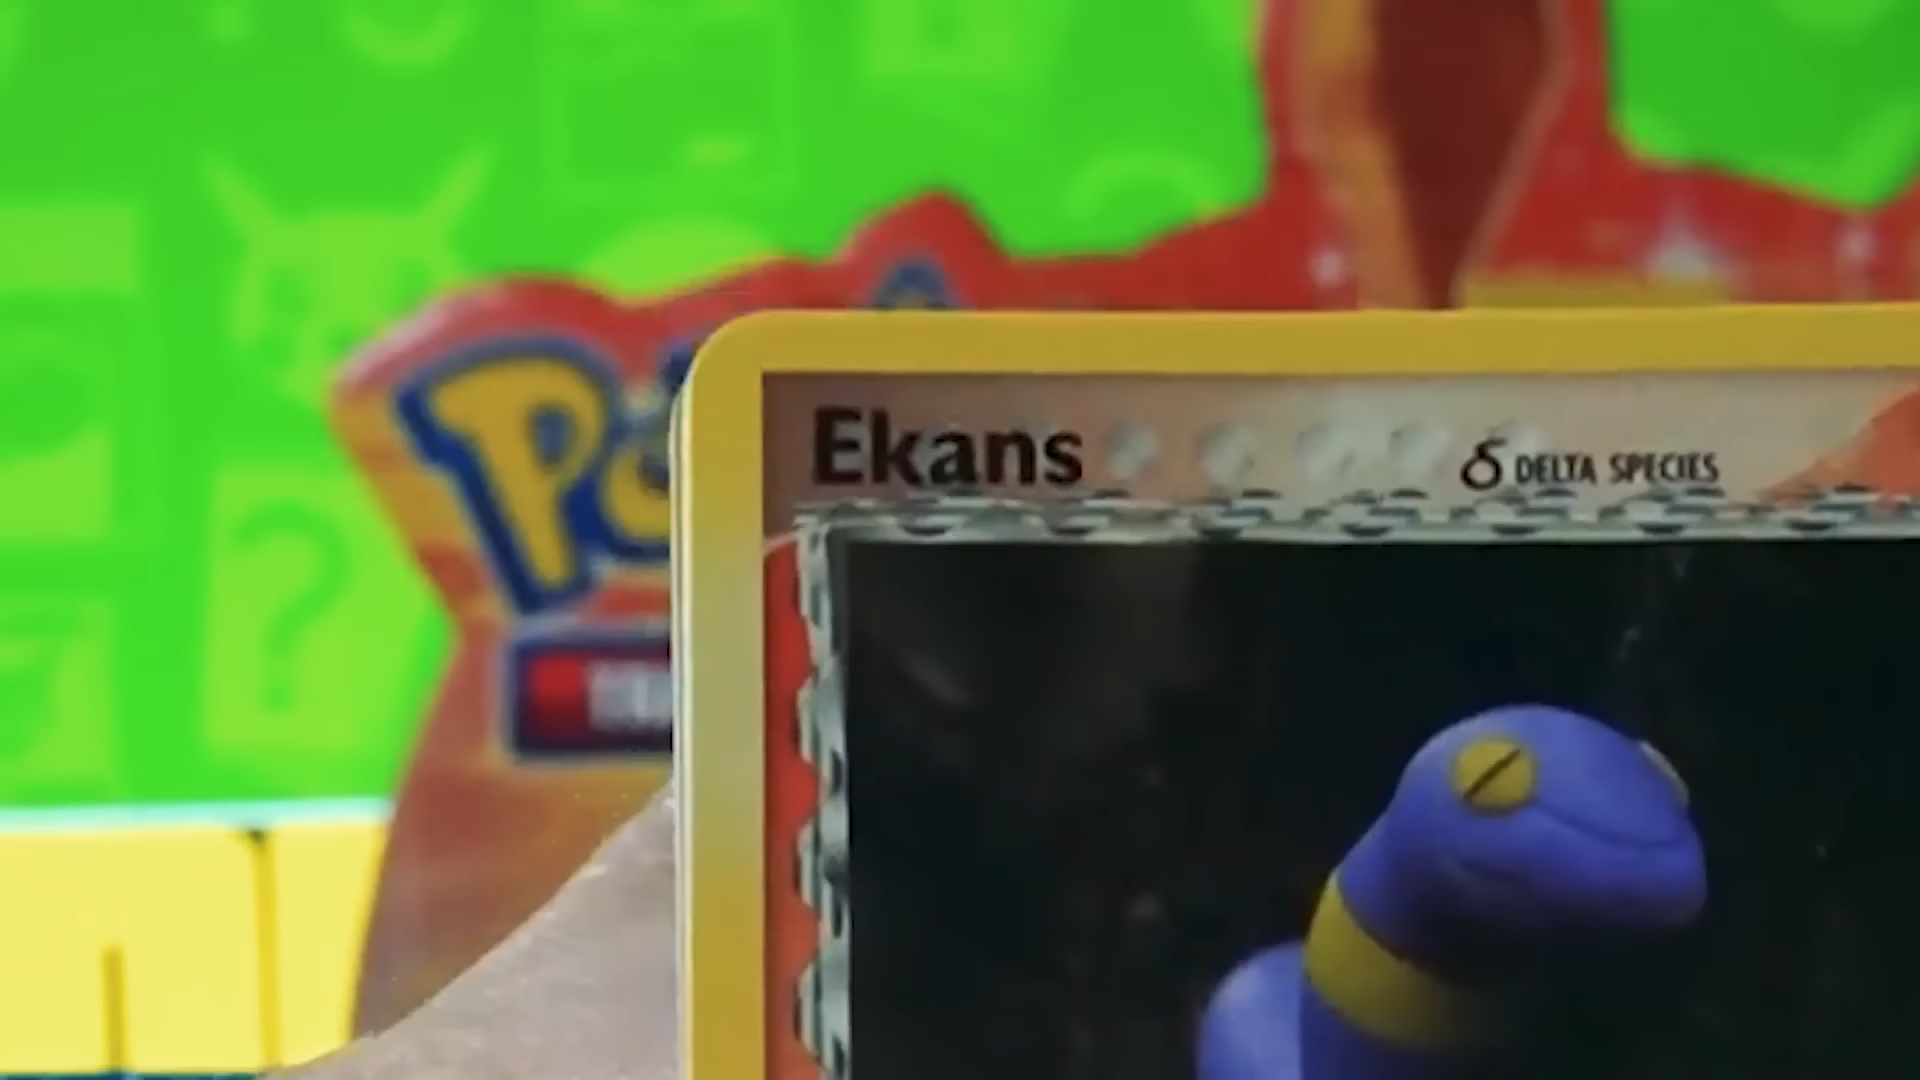 Ekans δ DELTA SPECIES
?